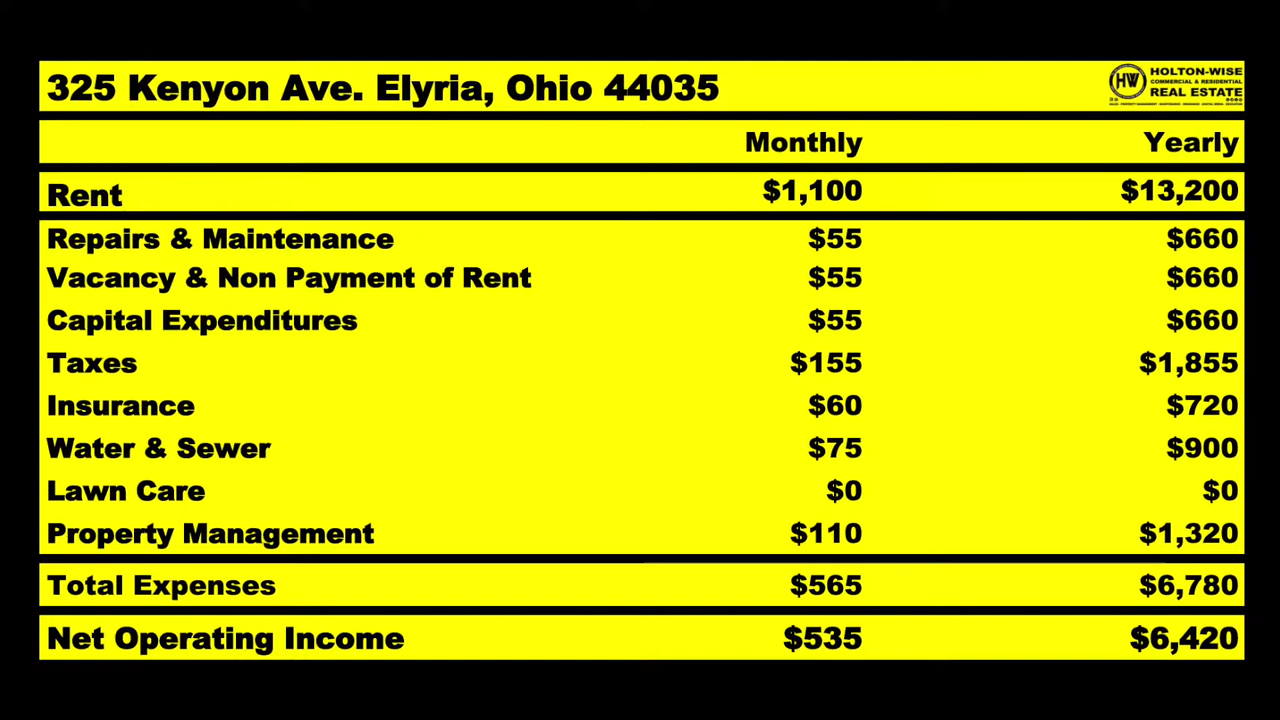 325 Kenyon Ave. Elyria, Ohio 44035
HW
HOLTON-WISE
COMMERCIAL & RESIDENTIAL
REAL ESTATE
Monthly Yearly
Rent $1,100 $13,200
Repairs & Maintenance $55 $660
Vacancy & Non Payment of Rent $55 $660
Capital Expenditures $55 $660
Taxes $155 $1,855
Insurance $60 $720
Water & Sewer $75 $900
Lawn Care $0 $0
Property Management $110 $1,320
Total Expenses $565 $6,780
Net Operating Income $535 $6,420